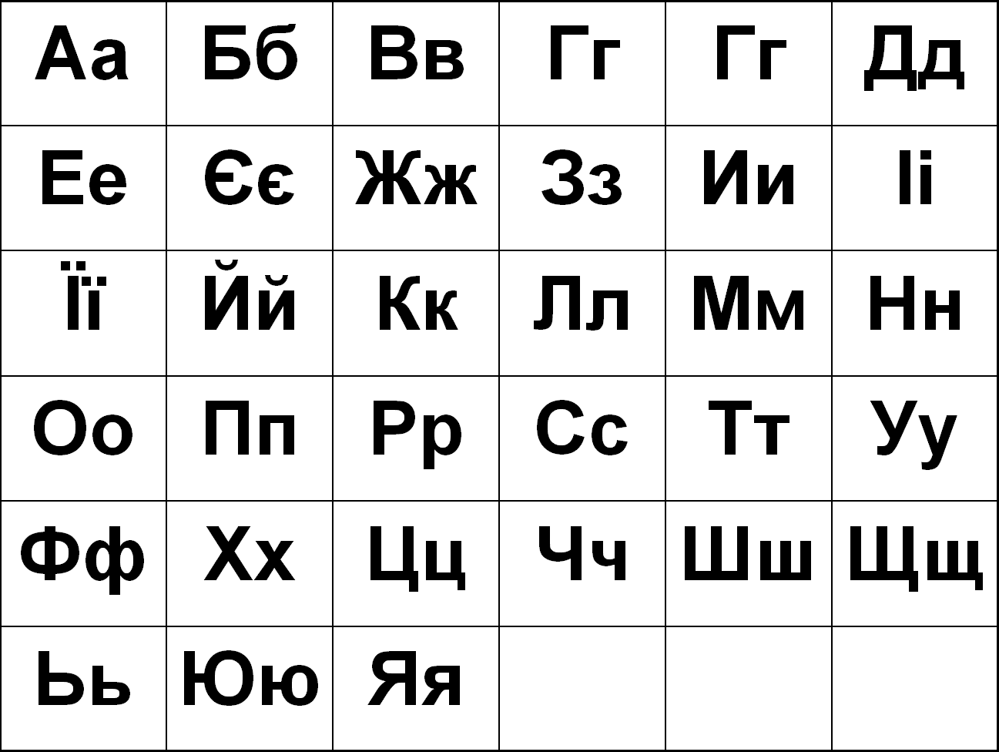 Аа Бб Вв Гг Гг Дд
Ее Єє Жж Зз Ии Іі
Її Йй Кк Лл Мм Нн
Оо Пп Рр Сс Тт Уу
Фф Хх Цц Чч Шш Щщ
Ьь Юю Яя